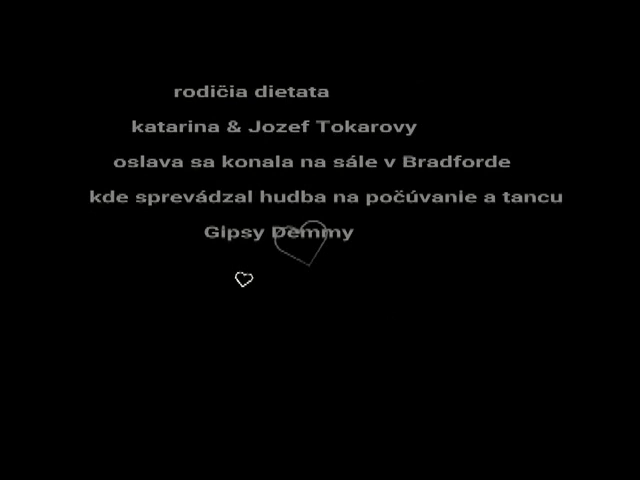 rodičia dietata
katarina & Jozef Tokarovy
oslava sa konala na sále v Bradforde
kde sprevádzal hudba na počúvanie a tancu
Gipsy Demmy